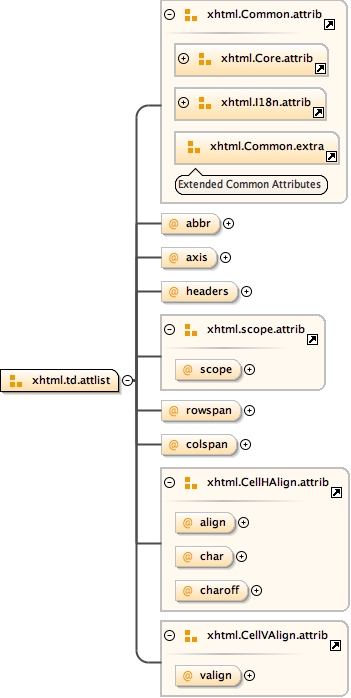 xhtml.Common.attrib
xhtml.Core.attrib
xhtml.I18n.attrib
xhtml.Common.extra
Extended Common Attributes
@ abbr
@ axis
@ headers
xhtml.scope.attrib
@ scope
xhtml.td.attlist
@ rowspan
@ colspan
xhtml.CellHAlign.attrib
@ align
@ char
@ charoff
xhtml.CellVAlign.attrib
@ valign